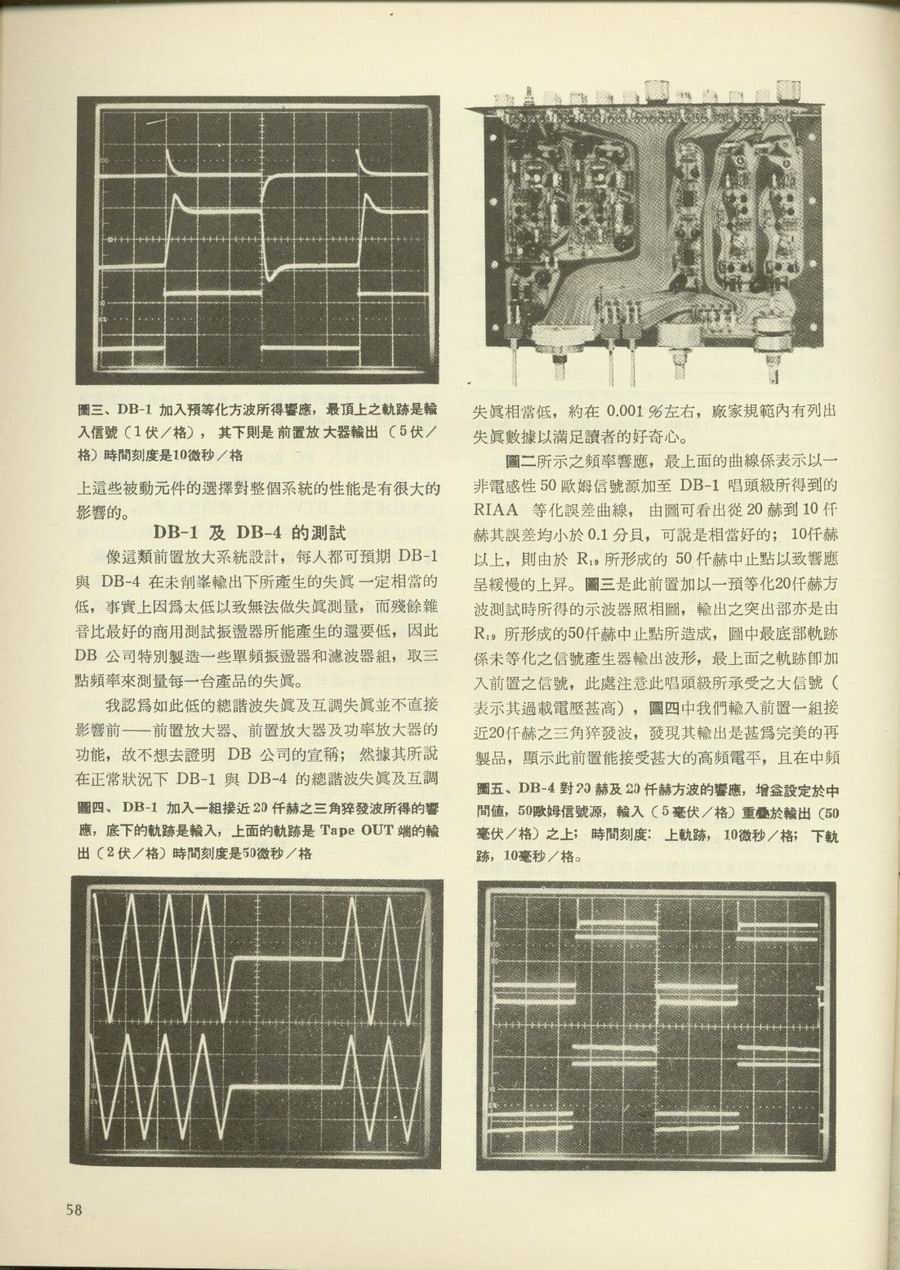 圖三、DB-1 加入預等化方波所得響應，最頂上之軌跡是輸
入信號（1伏／格），其下則是前置放大器輸出（5伏／
格）時間刻度是10微秒／格
上這些被動元件的選擇對整個系統的性能是有很大的
影響的。
DB-1 及 DB-4 的測試
像這類前置放大系統設計，每人都可預期 DB-1
與 DB-4 在未削峯輸出下所產生的失眞一定相當的
低，事實上因爲太低以致無法做失眞測量，而殘餘雜
音比最好的商用測試振盪器所能產生的還要低，因此
DB 公司特別製造一些單頻振盪器和濾波器組，取三
點頻率來測量每一台產品的失眞。
我認爲如此低的總諧波失眞及互調失眞並不直接
影響前——前置放大器、前置放大器及功率放大器的
功能，故不想去證明 DB 公司的宣稱；然據其所說
在正常狀況下 DB-1 與 DB-4 的總諧波失眞及互調
圖四、DB-1 加入一組接近20仟赫之三角猝發波所得的響
應，底下的軌跡是輸入，上面的軌跡是 Tape OUT 端的輸
出（2伏／格）時間刻度是50微秒／格
失眞相當低，約在 0.001％左右，廠家規範內有列出
失眞數據以滿足讀者的好奇心。
圖二所示之頻率響應，最上面的曲線係表示以一
非電感性 50 歐姆信號源加至 DB-1 唱頭級所得到的
RIAA 等化誤差曲線，由圖可看出從 20 赫到 10 仟
赫其誤差均小於 0.1 分貝，可說是相當好的；10仟赫
以上，則由於 R₁₉ 所形成的 50 仟赫中止點以致響應
呈緩慢的上昇。圖三是此前置加以一預等化20仟赫方
波測試時所得的示波器照相圖，輸出之突出部亦是由
R₁₉ 所形成的50仟赫中止點所造成，圖中最底部軌跡
係未等化之信號產生器輸出波形，最上面之軌跡卽加
入前置之信號，此處注意此唱頭級所承受之大信號（
表示其過載電壓甚高），圖四中我們輸入前置一組接
近20仟赫之三角猝發波，發現其輸出是甚爲完美的再
製品，顯示此前置能接受甚大的高頻電平，且在中頻
圖五、DB-4 對 20 赫及 20 仟赫方波的響應，增益設定於中
間值，50歐姆信號源，輸入（5毫伏／格）重疊於輸出（50
毫伏／格）之上；時間刻度：上軌跡，10微秒／格；下軌
跡，10毫秒／格。
58